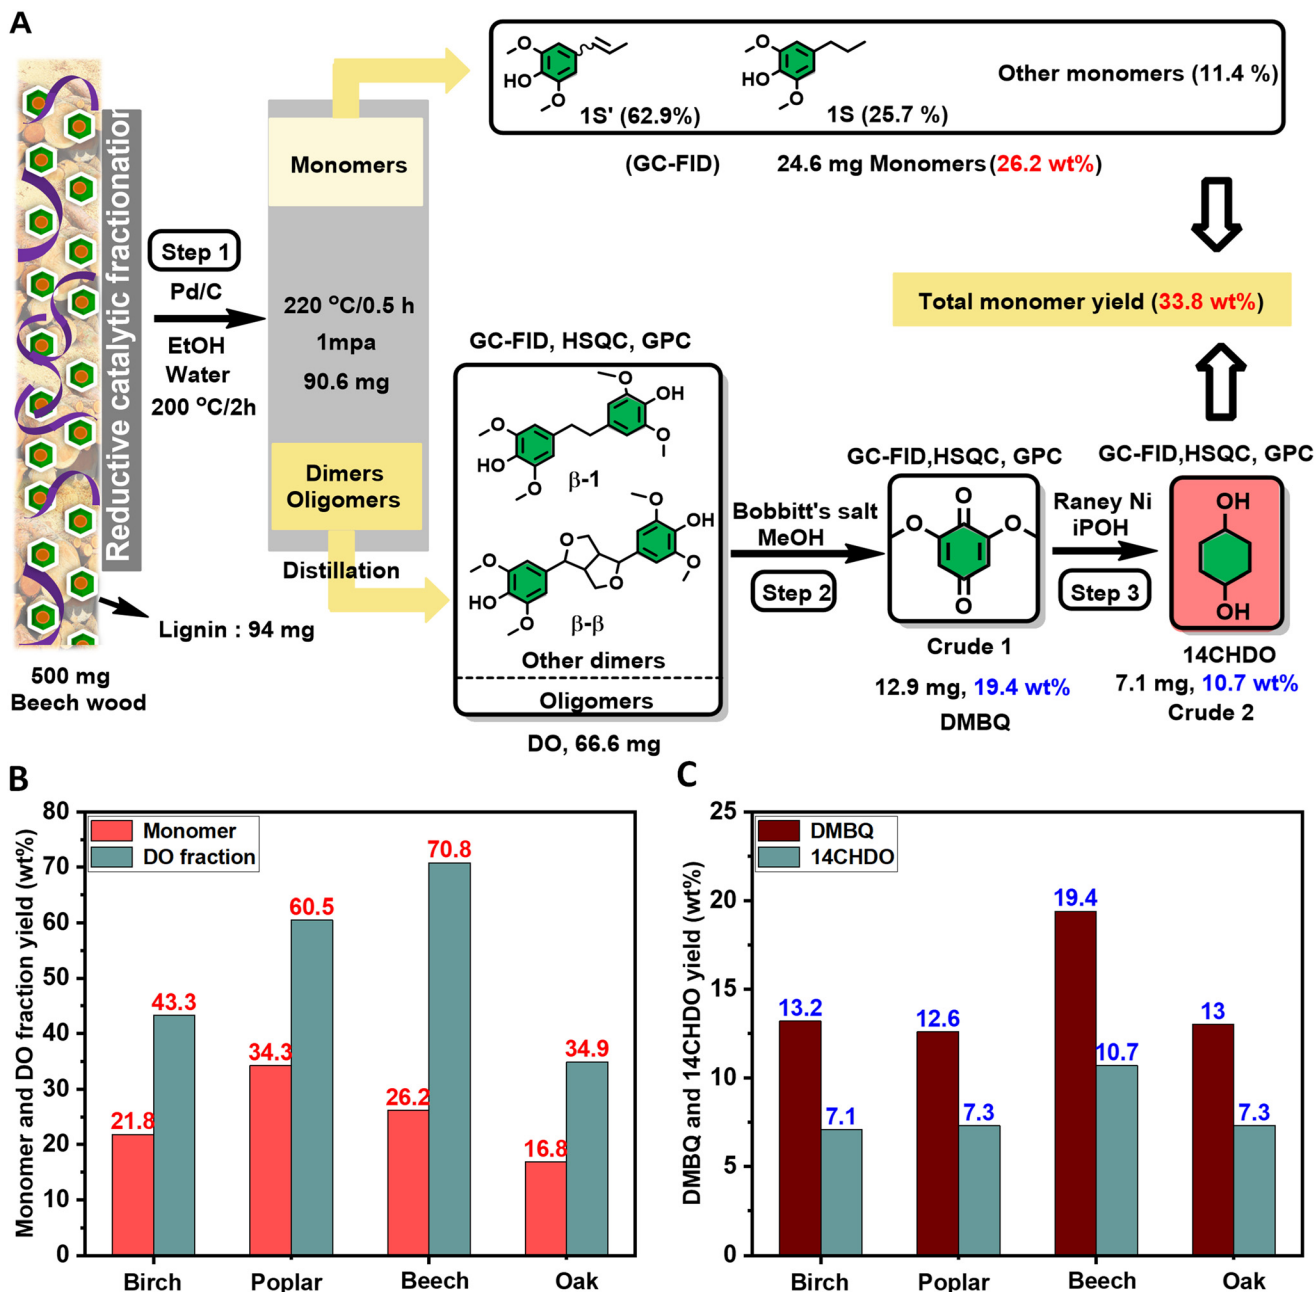 A
Reductive catalytic fractionation
Step 1
Pd/C
EtOH
Water
200 °C/2h
Lignin : 94 mg
500 mg
Beech wood
Monomers
220 °C/0.5 h
1mpa
90.6 mg
Dimers
Oligomers
Distillation
O
O
HO
1S' (62.9%)
O
O
HO
1S (25.7 %)
Other monomers (11.4 %)
(GC-FID) 24.6 mg Monomers (26.2 wt%)
Total monomer yield (33.8 wt%)
GC-FID, HSQC, GPC
O
OH
O
O
HO
O
β-1
O
OH
O
O
O
O
HO
O
β-β
Other dimers
Oligomers
DO, 66.6 mg
Bobbitt's salt
MeOH
Step 2
GC-FID,HSQC, GPC
O
O
O
O
Crude 1
12.9 mg, 19.4 wt%
DMBQ
Raney Ni
iPOH
Step 3
GC-FID,HSQC, GPC
OH
OH
14CHDO
7.1 mg, 10.7 wt%
Crude 2
B
Monomer and DO fraction yield (wt%)
80
70
60
50
40
30
20
10
0
Monomer
DO fraction
21.8
43.3
34.3
60.5
26.2
70.8
16.8
34.9
Birch
Poplar
Beech
Oak
C
DMBQ and 14CHDO yield (wt%)
25
20
15
10
5
0
DMBQ
14CHDO
13.2
7.1
12.6
7.3
19.4
10.7
13
7.3
Birch
Poplar
Beech
Oak